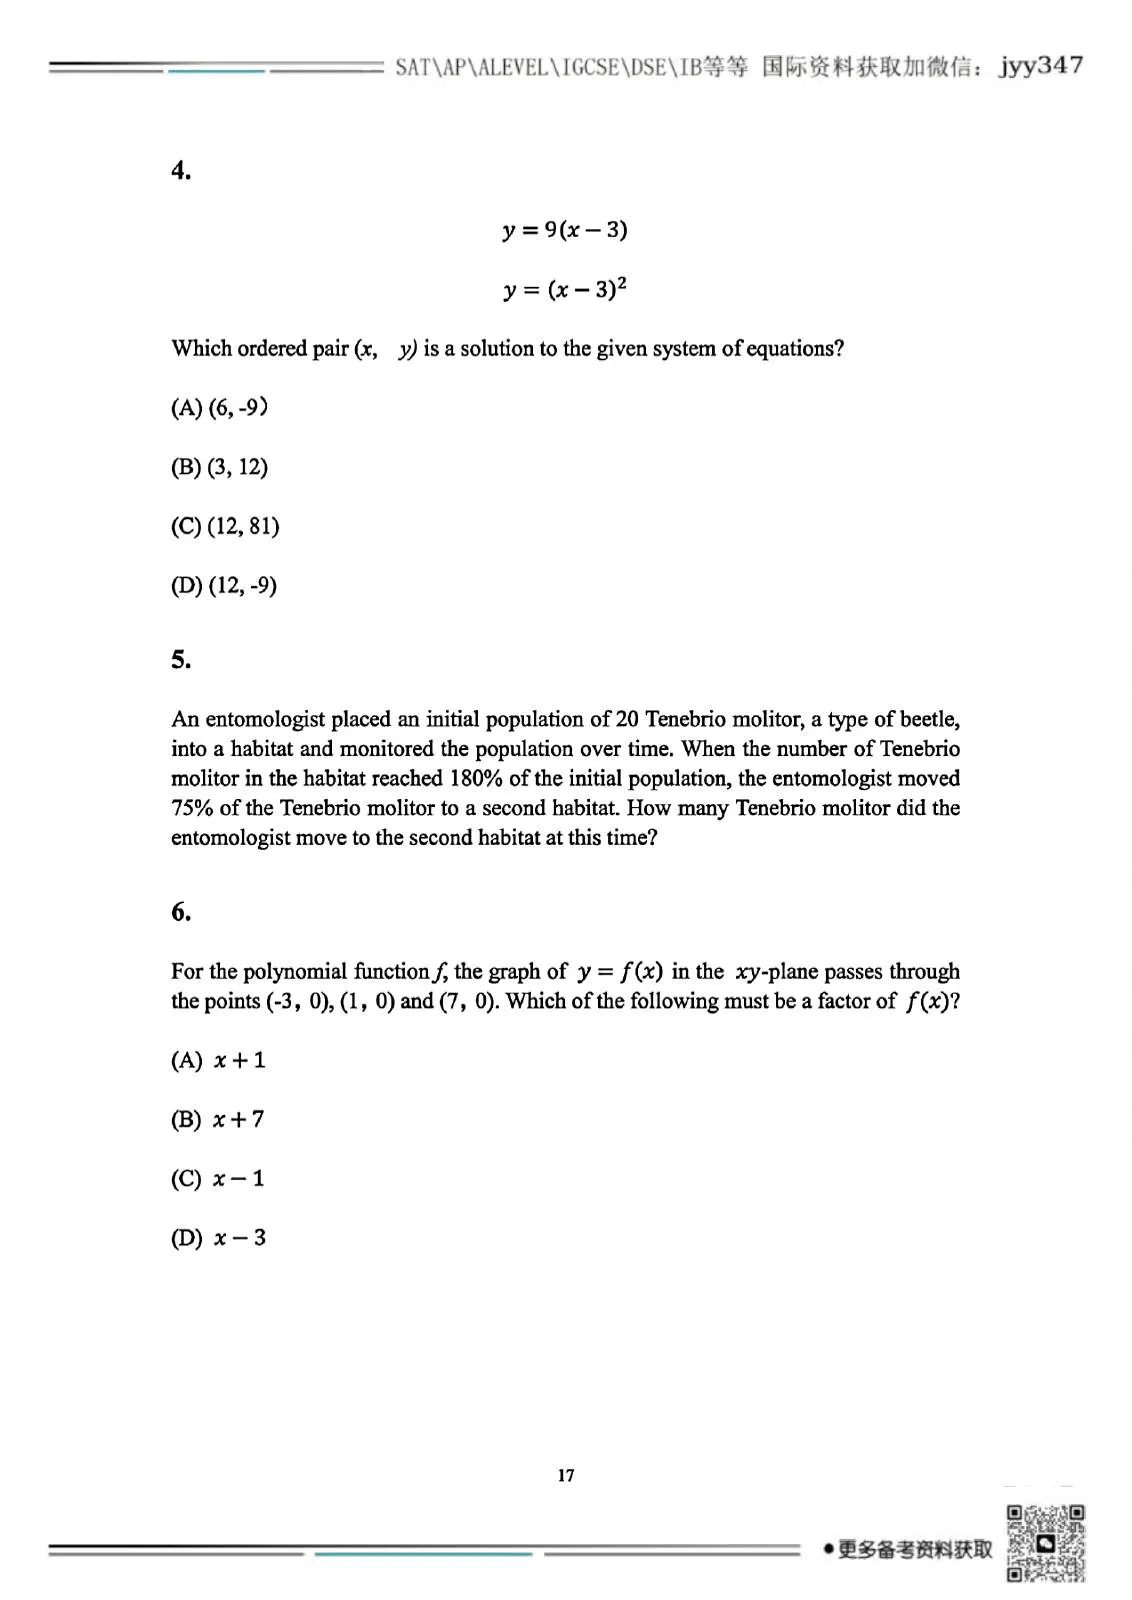 SAT\AP\ALEVEL\IGCSE\DSE\IB等等 国际资料获取加微信：jyy347
4.
y = 9(x − 3)
y = (x − 3)²
Which ordered pair (x, y) is a solution to the given system of equations?
(A) (6, -9)
(B) (3, 12)
(C) (12, 81)
(D) (12, -9)
5.
An entomologist placed an initial population of 20 Tenebrio molitor, a type of beetle,
into a habitat and monitored the population over time. When the number of Tenebrio
molitor in the habitat reached 180% of the initial population, the entomologist moved
75% of the Tenebrio molitor to a second habitat. How many Tenebrio molitor did the
entomologist move to the second habitat at this time?
6.
For the polynomial function f, the graph of y = f(x) in the xy-plane passes through
the points (-3, 0), (1, 0) and (7, 0). Which of the following must be a factor of f(x)?
(A) x + 1
(B) x + 7
(C) x − 1
(D) x − 3
17
●更多备考资料获取